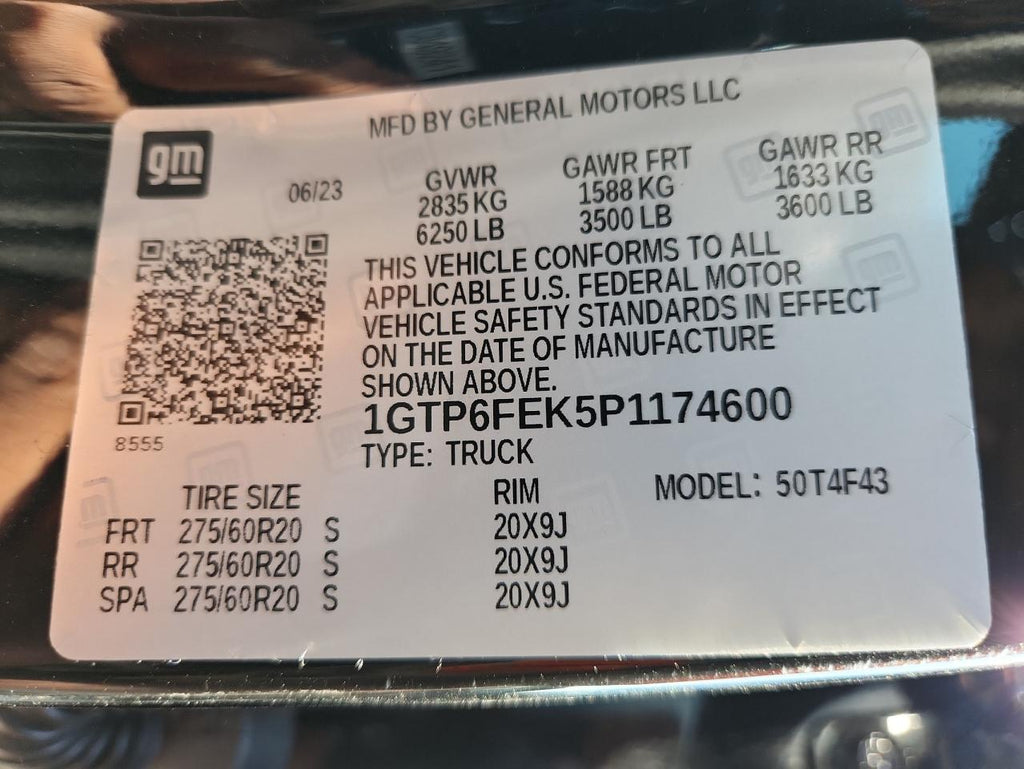 MFD BY GENERAL MOTORS LLC
gm
06/23
GVWR GAWR FRT GAWR RR
2835 KG 1588 KG 1633 KG
6250 LB 3500 LB 3600 LB
THIS VEHICLE CONFORMS TO ALL
APPLICABLE U.S. FEDERAL MOTOR
VEHICLE SAFETY STANDARDS IN EFFECT
ON THE DATE OF MANUFACTURE
SHOWN ABOVE.
1GTP6FEK5P1174600
8555
TYPE: TRUCK
TIRE SIZE RIM MODEL: 50T4F43
FRT 275/60R20 S 20X9J
RR 275/60R20 S 20X9J
SPA 275/60R20 S 20X9J